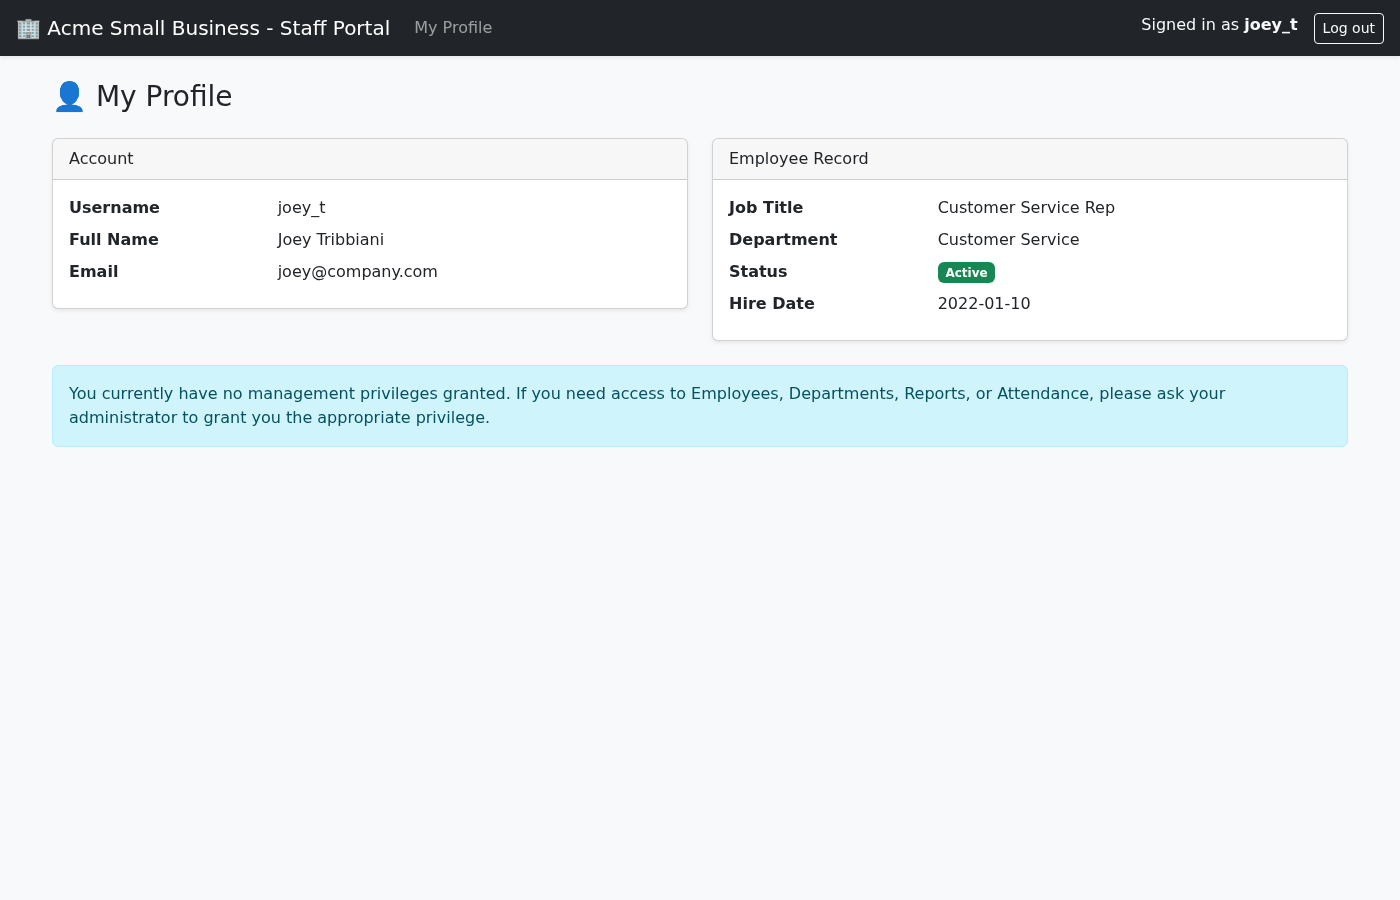 Acme Small Business - Staff Portal My Profile Signed in as joey_t Log out
My Profile
Account
Username joey_t
Full Name Joey Tribbiani
Email joey@company.com
Employee Record
Job Title Customer Service Rep
Department Customer Service
Status Active
Hire Date 2022-01-10
You currently have no management privileges granted. If you need access to Employees, Departments, Reports, or Attendance, please ask your
administrator to grant you the appropriate privilege.